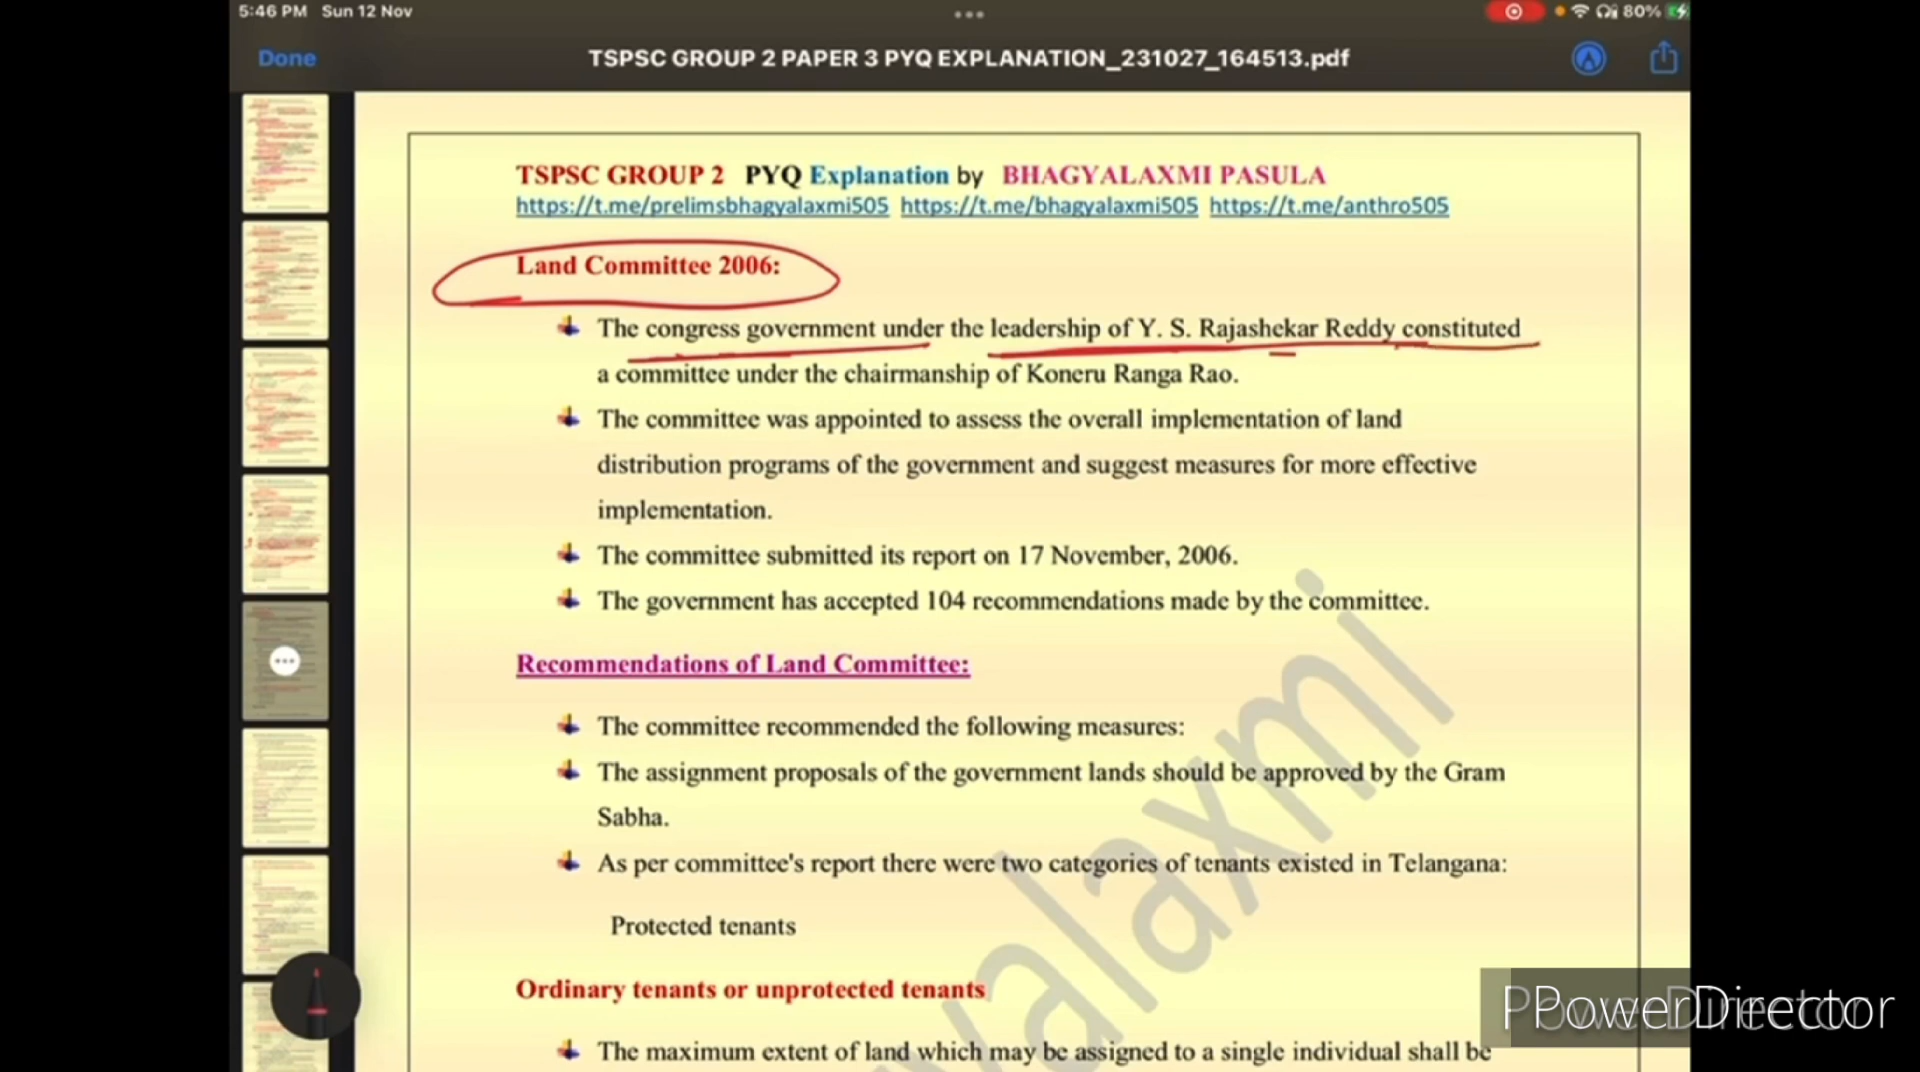 5:46 PM Sun 12 Nov
80%
Done
TSPSC GROUP 2 PAPER 3 PYQ EXPLANATION_231027_164513.pdf
TSPSC GROUP 2 PYQ Explanation by BHAGYALAXMI PASULA
https://t.me/prelimsbhagyalaxmi505 https://t.me/bhagyalaxmi505 https://t.me/anthro505
Land Committee 2006:
The congress government under the leadership of Y. S. Rajashekar Reddy constituted
a committee under the chairmanship of Koneru Ranga Rao.
The committee was appointed to assess the overall implementation of land
distribution programs of the government and suggest measures for more effective
implementation.
The committee submitted its report on 17 November, 2006.
The government has accepted 104 recommendations made by the committee.
Recommendations of Land Committee:
The committee recommended the following measures:
The assignment proposals of the government lands should be approved by the Gram
Sabha.
As per committee's report there were two categories of tenants existed in Telangana:
Protected tenants
Ordinary tenants or unprotected tenants
The maximum extent of land which may be assigned to a single individual shall be
PowerDirector